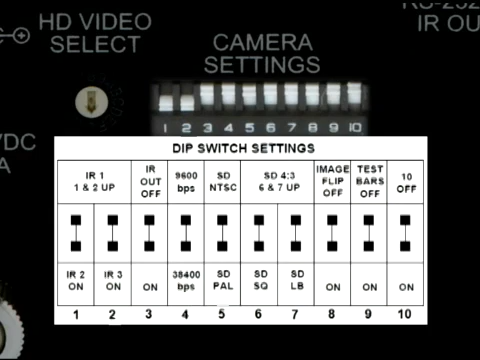 HD VIDEO
SELECT
CAMERA
SETTINGS
RS-232
IR OU
VDC
A
1 2 3 4 5 6 7 8 9 10
DIP SWITCH SETTINGS
IR 1
1 & 2 UP
IR
OUT
OFF
9600
bps
SD
NTSC
SD 4:3
6 & 7 UP
IMAGE
FLIP
OFF
TEST
BARS
OFF
10
OFF
IR 2
ON
IR 3
ON
ON
38400
bps
SD
PAL
SD
SQ
SD
LB
ON
ON
ON
1 2 3 4 5 6 7 8 9 10